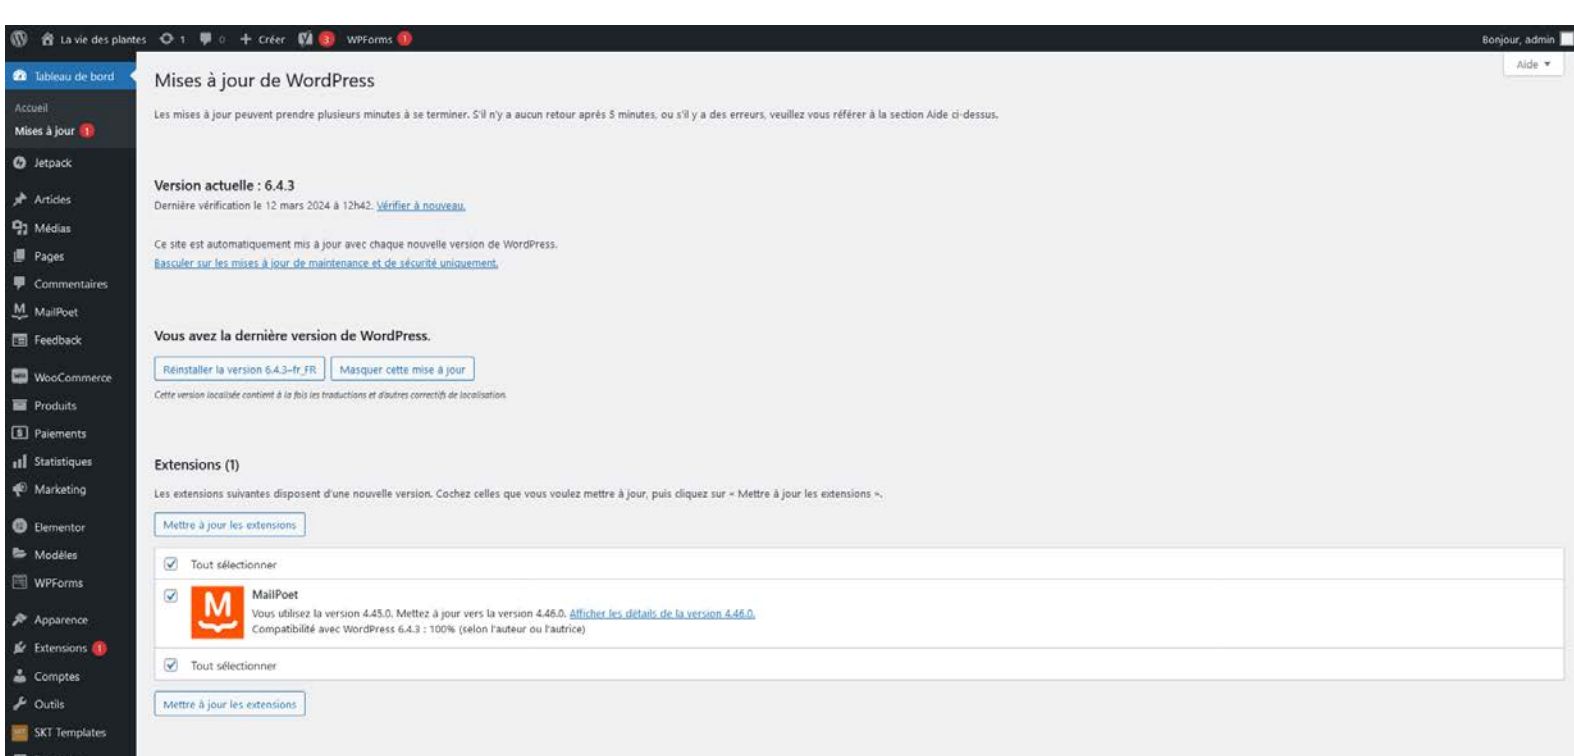 La vie des plantes 1 0 + Créer 3 WPForms 1 Bonjour, admin
Tableau de bord
Accueil
Mises à jour 1
Jetpack
Articles
Médias
Pages
Commentaires
MailPoet
Feedback
WooCommerce
Produits
Paiements
Statistiques
Marketing
Elementor
Modèles
WPForms
Apparence
Extensions 1
Comptes
Outils
SKT Templates
Aide ▼
Mises à jour de WordPress
Les mises à jour peuvent prendre plusieurs minutes à se terminer. S'il n'y a aucun retour après 5 minutes, ou s'il y a des erreurs, veuillez vous référer à la section Aide ci-dessus.
Version actuelle : 6.4.3
Dernière vérification le 12 mars 2024 à 12h42. Vérifier à nouveau.
Ce site est automatiquement mis à jour avec chaque nouvelle version de WordPress.
Basculer sur les mises à jour de maintenance et de sécurité uniquement.
Vous avez la dernière version de WordPress.
Réinstaller la version 6.4.3–fr_FR Masquer cette mise à jour
Cette version localisée contient à la fois les traductions et d'autres correctifs de localisation.
Extensions (1)
Les extensions suivantes disposent d'une nouvelle version. Cochez celles que vous voulez mettre à jour, puis cliquez sur « Mettre à jour les extensions ».
Mettre à jour les extensions
Tout sélectionner
MailPoet
Vous utilisez la version 4.45.0. Mettez à jour vers la version 4.46.0. Afficher les détails de la version 4.46.0.
Compatibilité avec WordPress 6.4.3 : 100% (selon l'auteur ou l'autrice)
Tout sélectionner
Mettre à jour les extensions